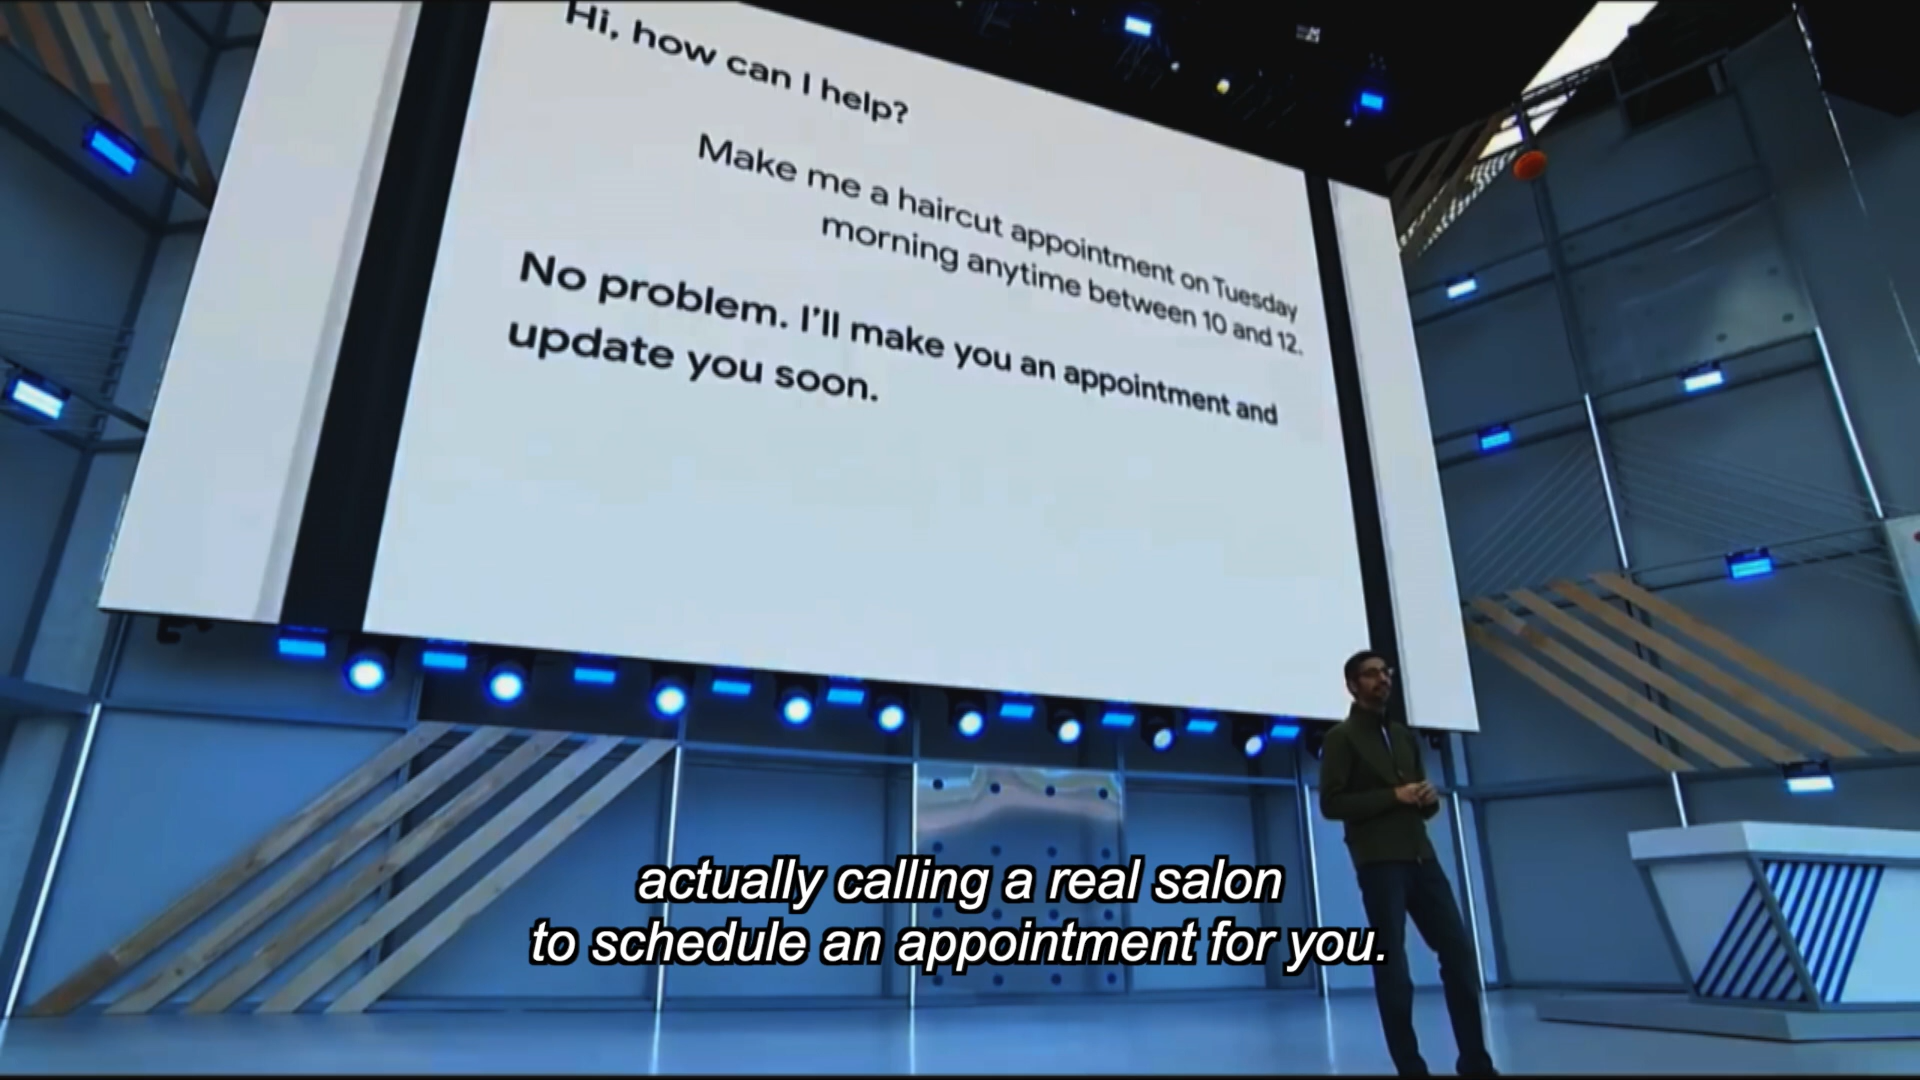 Hi, how can I help?
Make me a haircut appointment on Tuesday
morning anytime between 10 and 12.
No problem. I'll make you an appointment and
update you soon.
actually calling a real salon
to schedule an appointment for you.